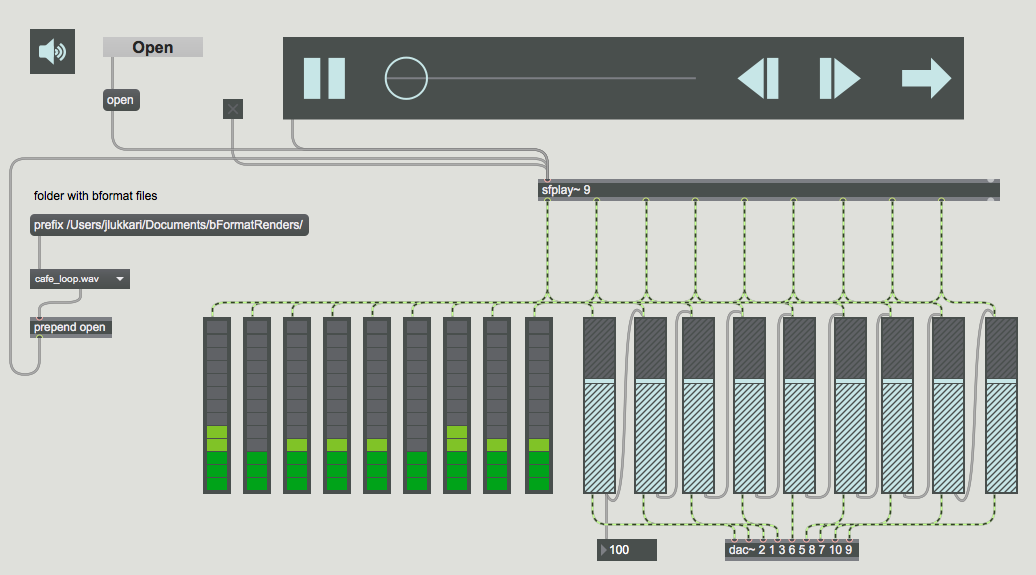 Open
open
sfplay~ 9
folder with bformat files
prefix /Users/jlukkari/Documents/bFormatRenders/
cafe_loop.wav
prepend open
100
dac~ 2 1 3 6 5 8 7 10 9